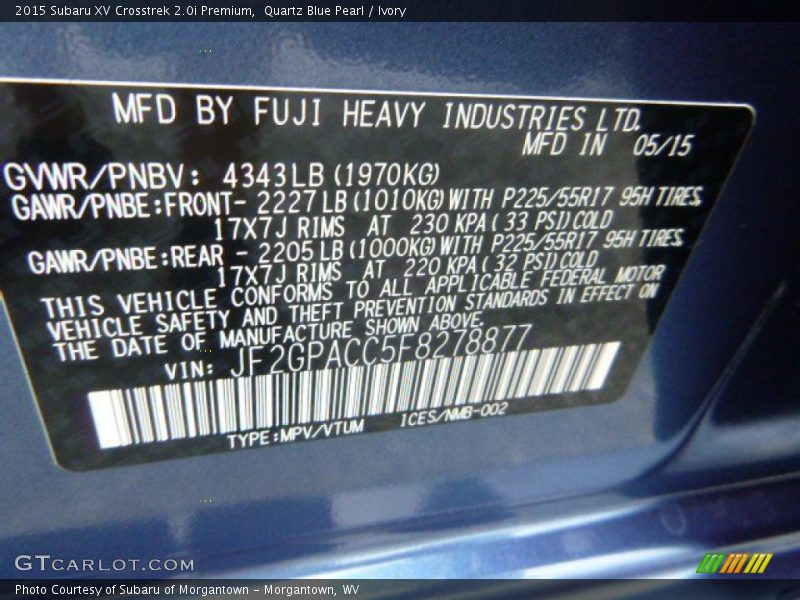 2015 Subaru XV Crosstrek 2.0i Premium,  Quartz Blue Pearl / Ivory
MFD BY FUJI HEAVY INDUSTRIES LTD.
MFD IN 05/15
GVWR/PNBV: 4343LB (1970KG)
GAWR/PNBE:FRONT- 2227 LB (1010KG) WITH P225/55R17 95H TIRES
17X7J RIMS AT 230 KPA ( 33 PSI) COLD
GAWR/PNBE:REAR - 2205 LB (1000KG) WITH P225/55R17 95H TIRES
17X7J RIMS AT 220 KPA ( 32 PSI) COLD
THIS VEHICLE CONFORMS TO ALL APPLICABLE FEDERAL MOTOR
VEHICLE SAFETY AND THEFT PREVENTION STANDARDS IN EFFECT ON
THE DATE OF MANUFACTURE SHOWN ABOVE
VIN: JF2GPACC5F8278877
TYPE:MPV/VTUM ICES/NMB-002
GTCARLOT.COM
Photo Courtesy of Subaru of Morgantown - Morgantown, WV